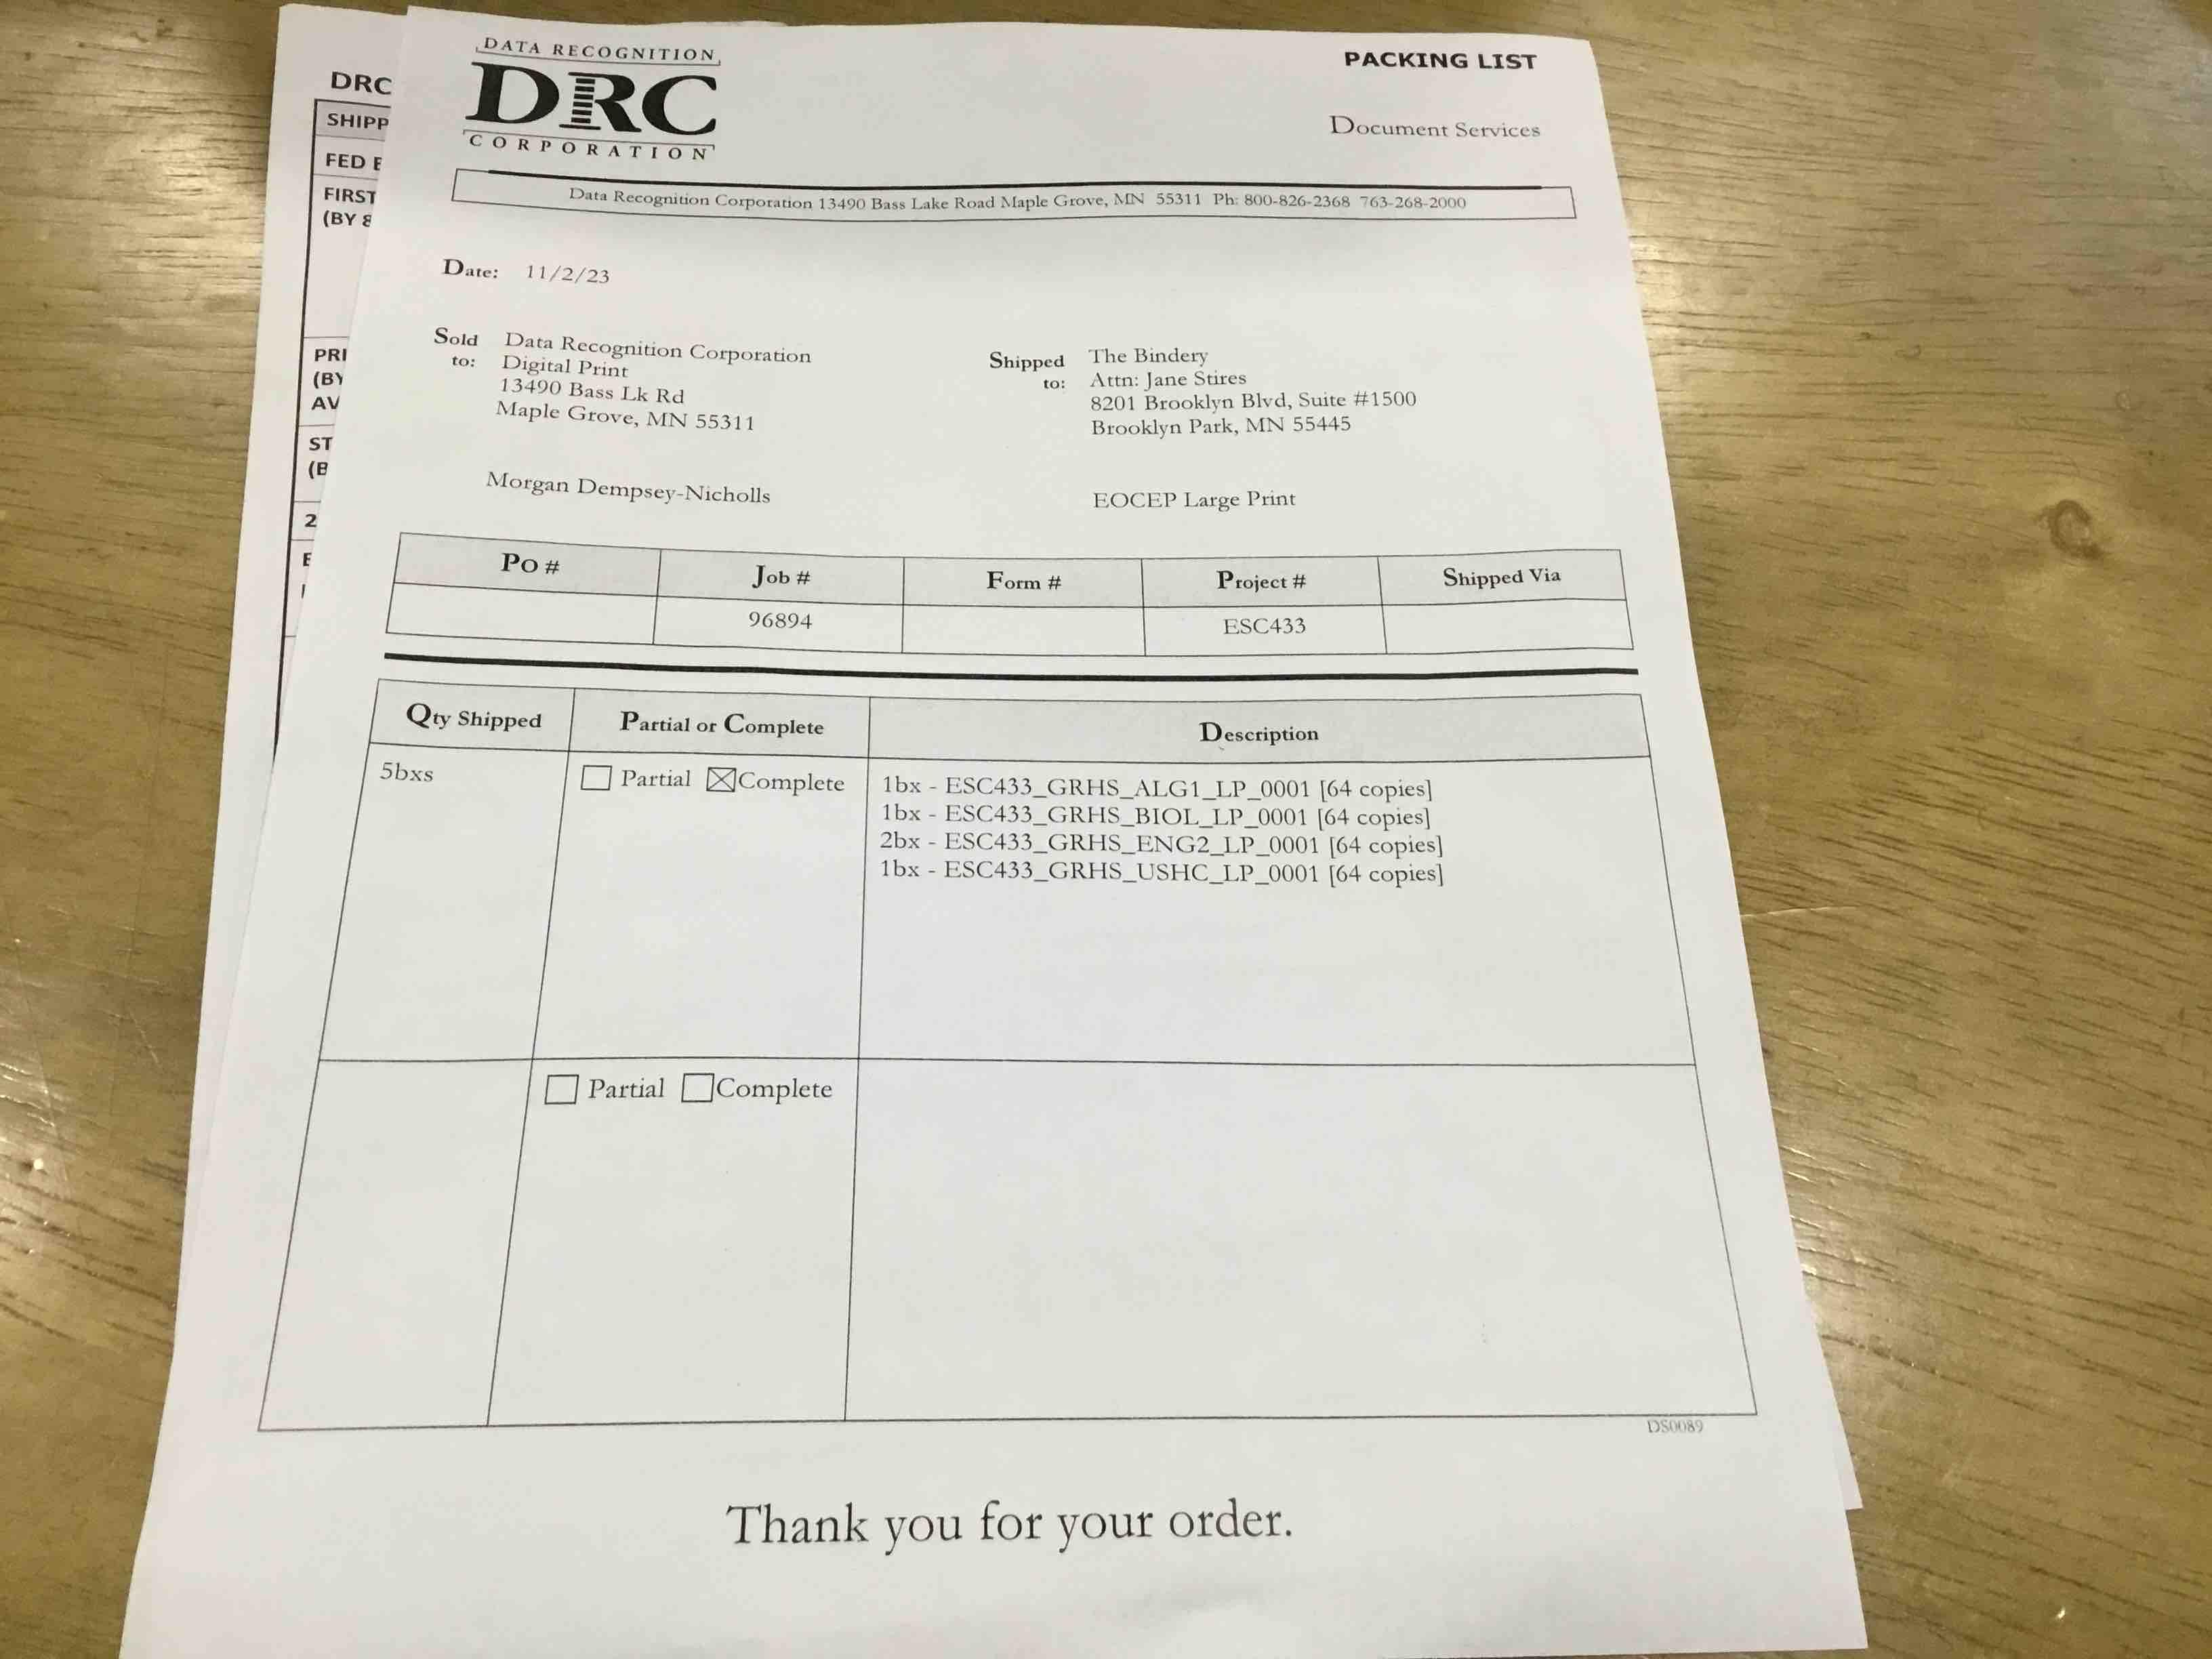 DATA RECOGNITION
DRC
CORPORATION
PACKING LIST
Document Services
Data Recognition Corporation 13490 Bass Lake Road Maple Grove, MN 55311 Ph: 800-826-2368 763-268-2000
Date: 11/2/23
Sold to:
Data Recognition Corporation
Digital Print
13490 Bass Lk Rd
Maple Grove, MN 55311
Morgan Dempsey-Nicholls
Shipped to:
The Bindery
Attn: Jane Stires
8201 Brooklyn Blvd, Suite #1500
Brooklyn Park, MN 55445
EOCEP Large Print
PO # Job # Form # Project # Shipped Via
96894 ESC433
Qty Shipped Partial or Complete Description
5bxs Partial Complete
1bx - ESC433_GRHS_ALG1_LP_0001 [64 copies]
1bx - ESC433_GRHS_BIOL_LP_0001 [64 copies]
2bx - ESC433_GRHS_ENG2_LP_0001 [64 copies]
1bx - ESC433_GRHS_USHC_LP_0001 [64 copies]
Partial Complete
DS0089
Thank you for your order.
DRC
SHIPP
FED E
FIRST
(BY 8
PRI
(BY
AV
ST
(B
2